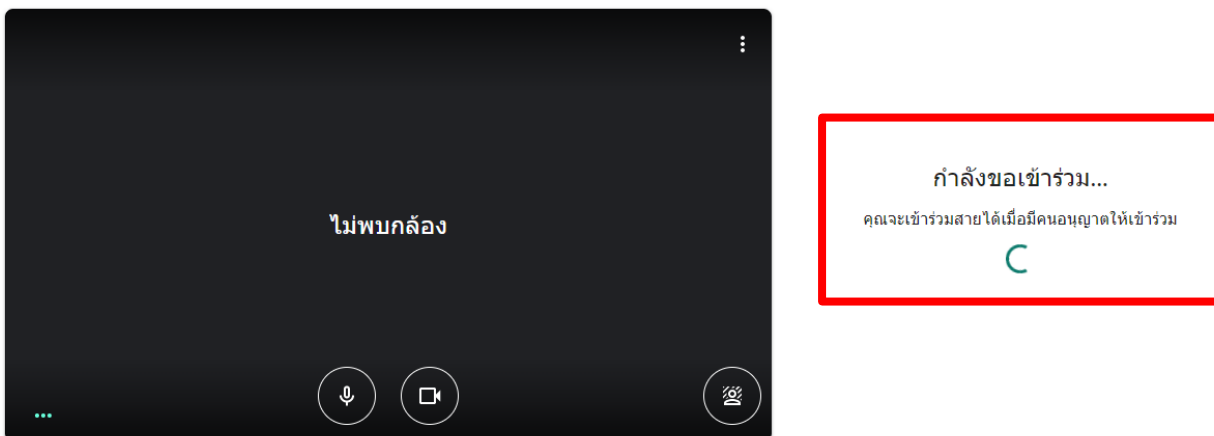 ไม่พบกล้อง
กำลังขอเข้าร่วม...
คุณจะเข้าร่วมสายได้เมื่อมีคนอนุญาตให้เข้าร่วม